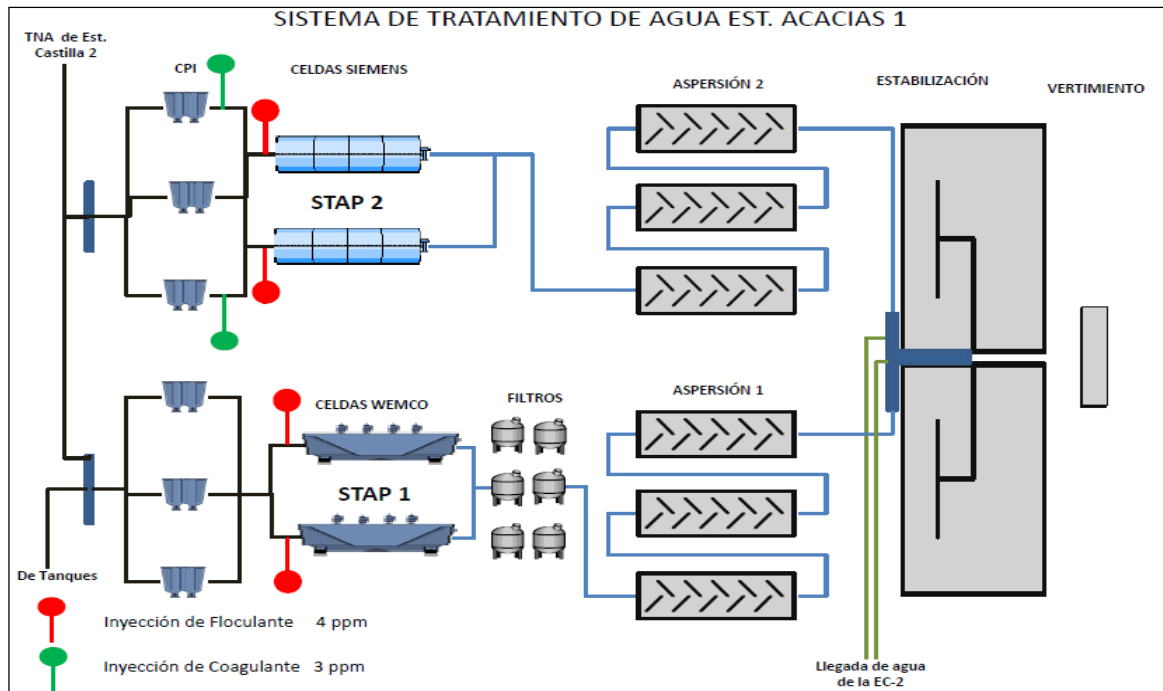 SISTEMA DE TRATAMIENTO DE AGUA EST. ACACIAS 1
TNA de Est.
Castilla 2
CPI
CELDAS SIEMENS
ASPERSIÓN 2
ESTABILIZACIÓN
VERTIMIENTO
STAP 2
CELDAS WEMCO
FILTROS
ASPERSIÓN 1
STAP 1
De Tanques
Inyección de Floculante 4 ppm
Inyección de Coagulante 3 ppm
Llegada de agua
de la EC-2